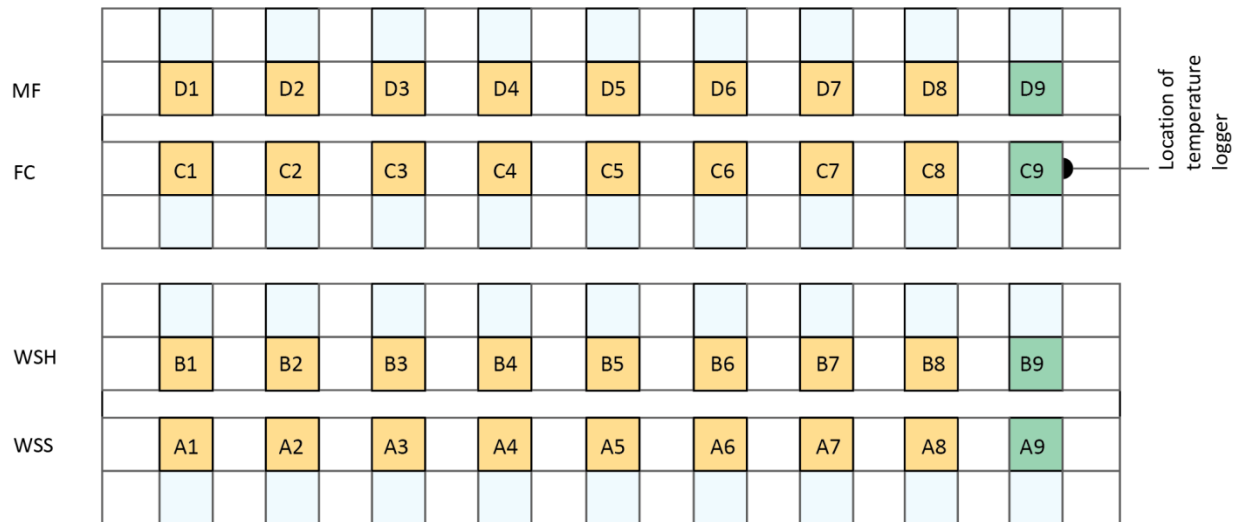 MF D1 D2 D3 D4 D5 D6 D7 D8 D9
FC C1 C2 C3 C4 C5 C6 C7 C8 C9
Location of
temperature
logger
WSH B1 B2 B3 B4 B5 B6 B7 B8 B9
WSS A1 A2 A3 A4 A5 A6 A7 A8 A9